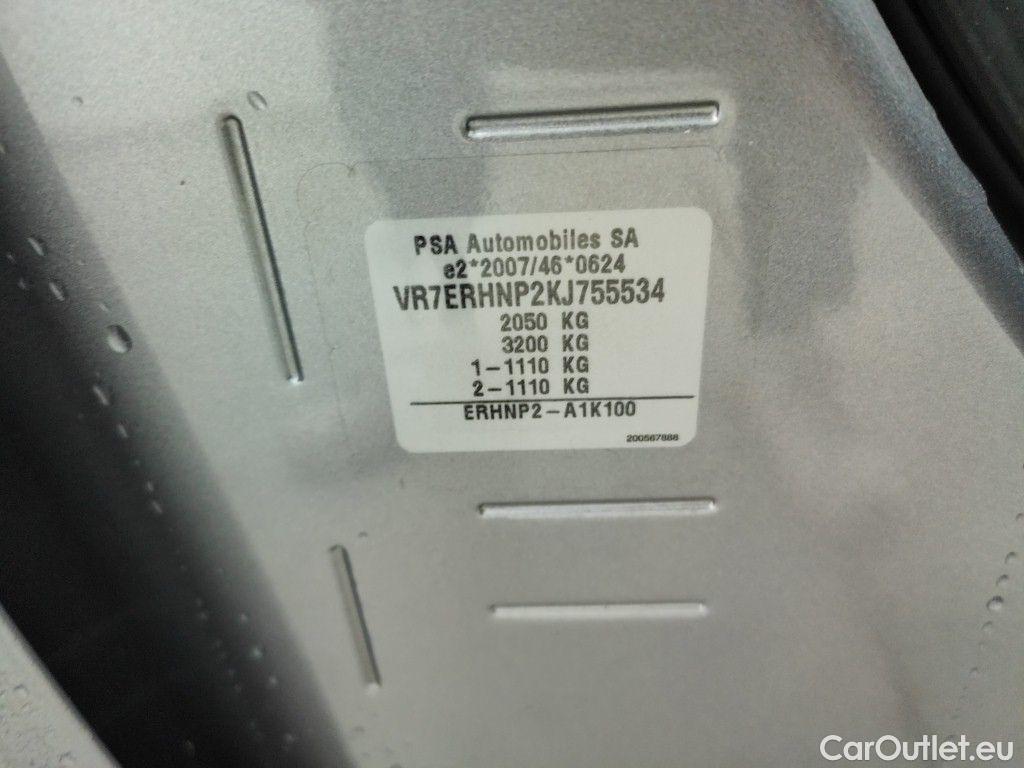 PSA Automobiles SA
e2*2007/46*0624
VR7ERHNP2KJ755534
2050 KG
3200 KG
1-1110 KG
2-1110 KG
ERHNP2-A1K100
200567888
CarOutlet.eu